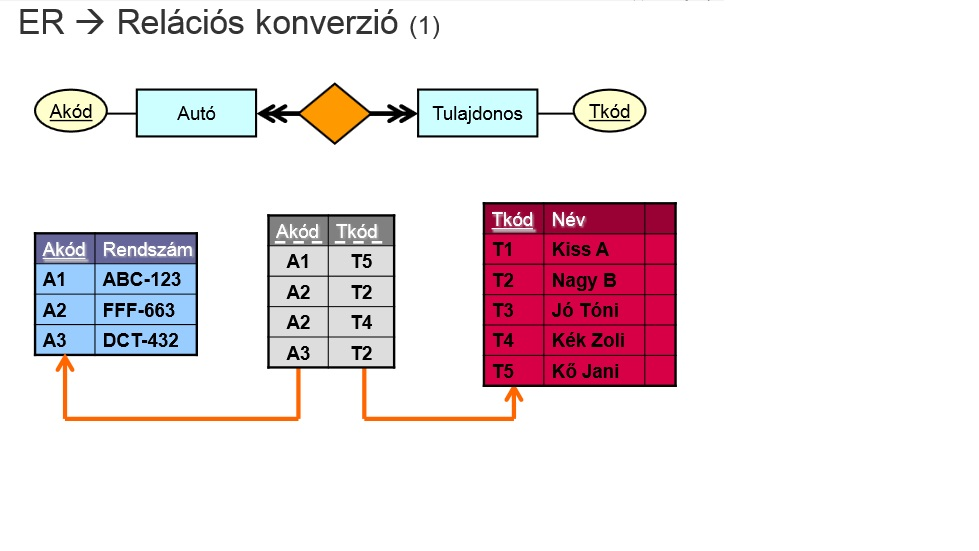 ER → Relációs konverzió (1)
Akód Autó Tulajdonos Tkód
Akód Rendszám
A1 ABC-123
A2 FFF-663
A3 DCT-432
Akód Tkód
A1 T5
A2 T2
A2 T4
A3 T2
Tkód Név
T1 Kiss A
T2 Nagy B
T3 Jó Tóni
T4 Kék Zoli
T5 Kő Jani